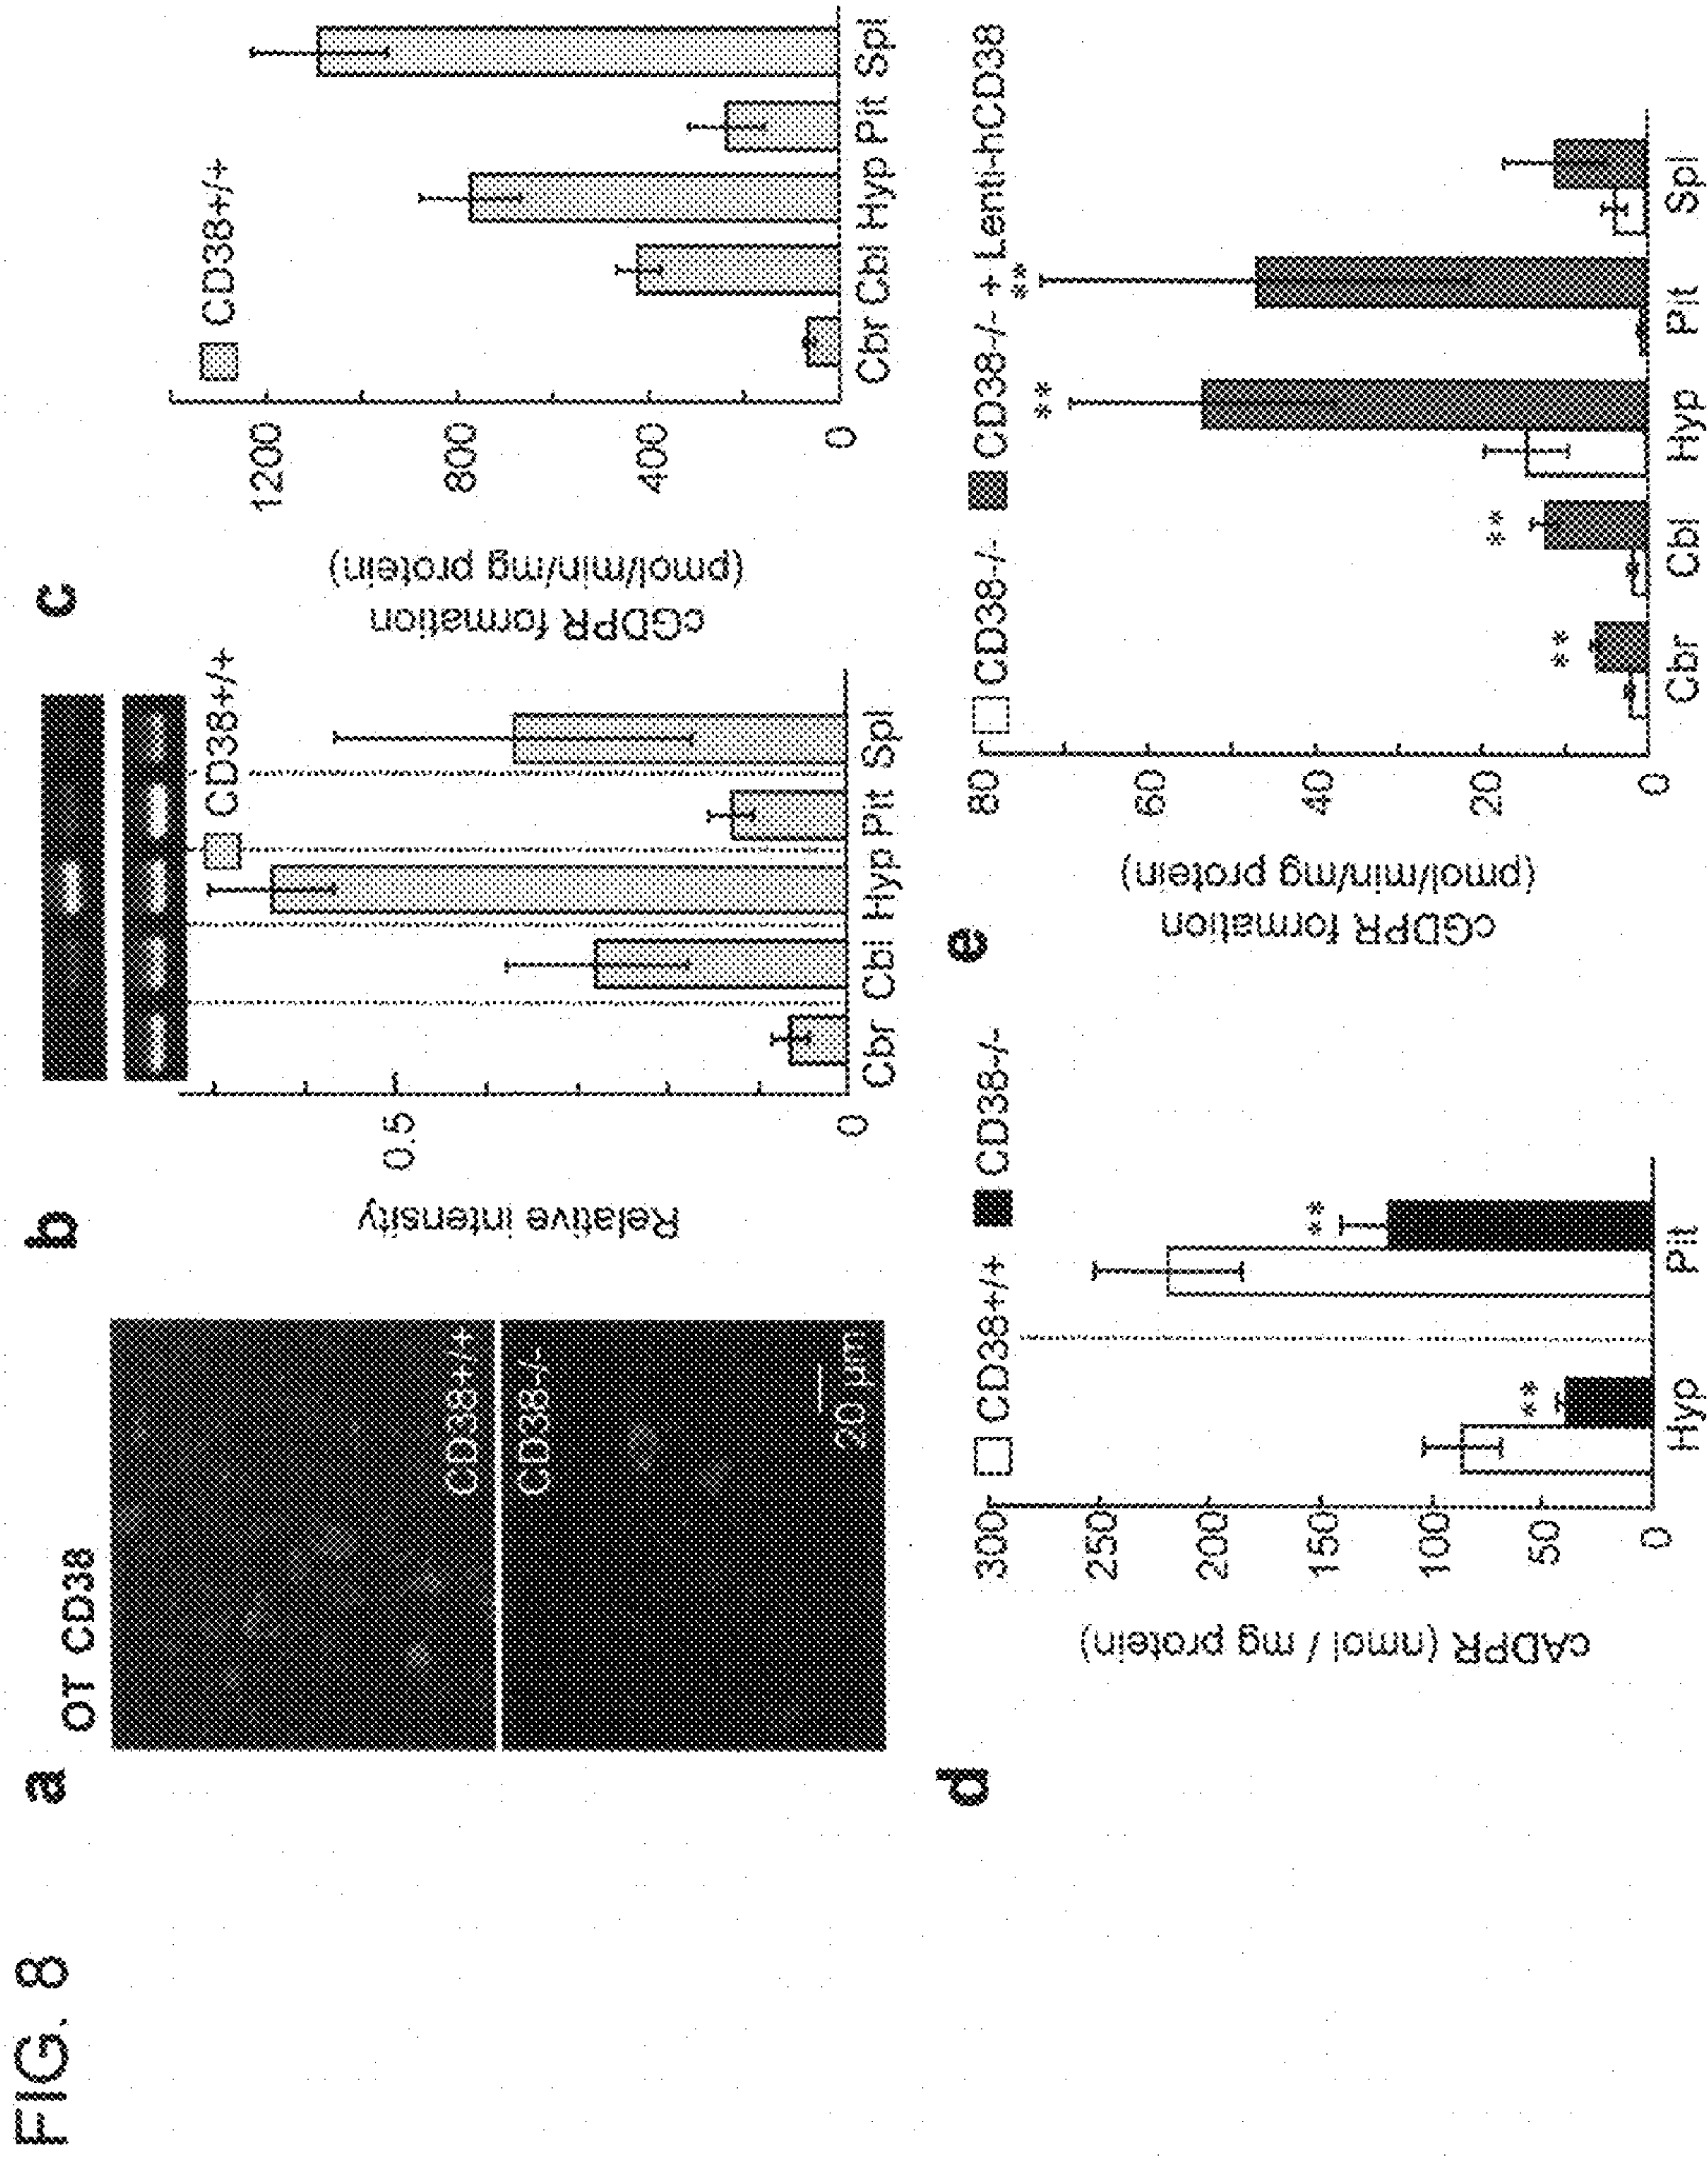 FIG. 8
a
OT CD38
CD38+/+
CD38-/-
20 µm
b
CD38+/+
Relative intensity
0.5
0
Cbr Cbl Hyp Pit Spl
c
CD38+/+
cGDPR formation
(pmol/min/mg protein)
1200
800
400
0
Cbr Cbl Hyp Pit Spl
d
CD38+/+ CD38-/-
cADPR (nmol / mg protein)
300
250
200
150
100
50
0
**
**
Hyp Pit
e
CD38-/- CD38-/- + Lenti-hCD38
cGDPR formation
(pmol/min/mg protein)
80
60
40
20
0
**
**
**
**
Cbr Cbl Hyp Pit Spl